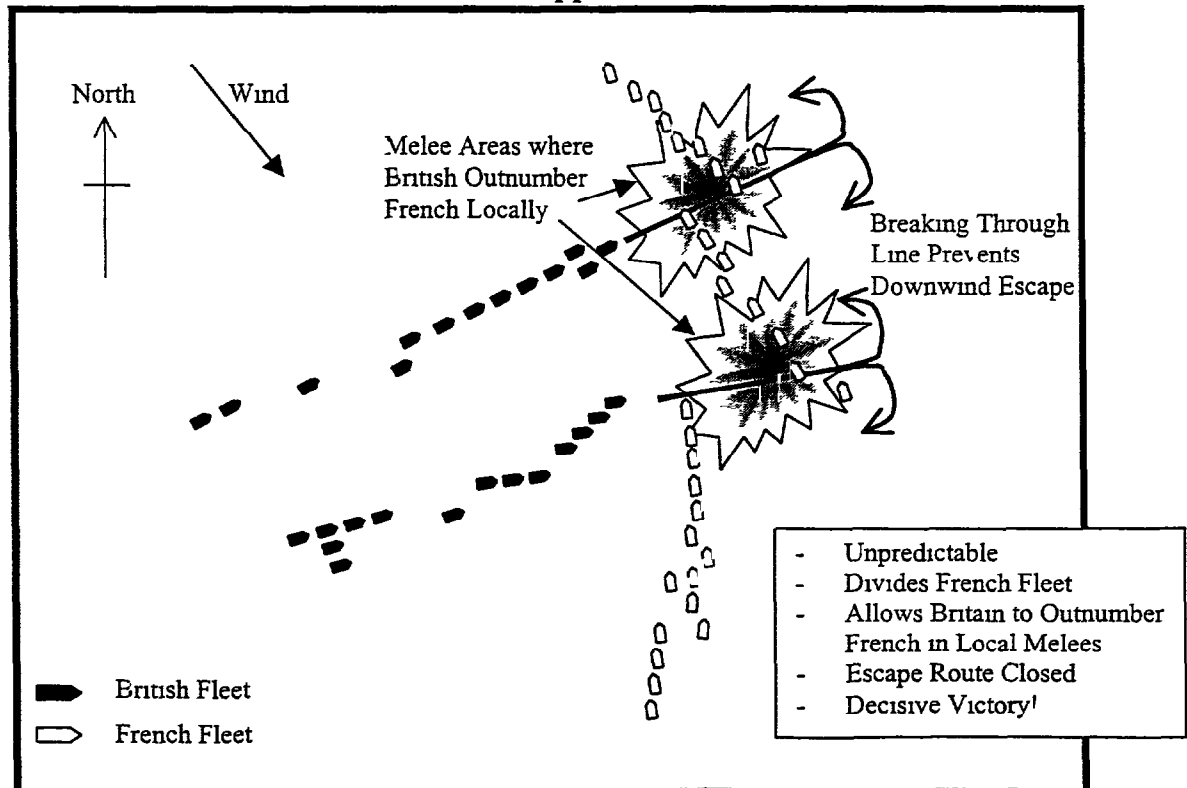 North
Wind
Melee Areas where
British Outnumber
French Locally
Breaking Through
Line Prevents
Downwind Escape
- Unpredictable
- Divides French Fleet
- Allows Britain to Outnumber
French in Local Melees
- Escape Route Closed
- Decisive Victory!
British Fleet
French Fleet